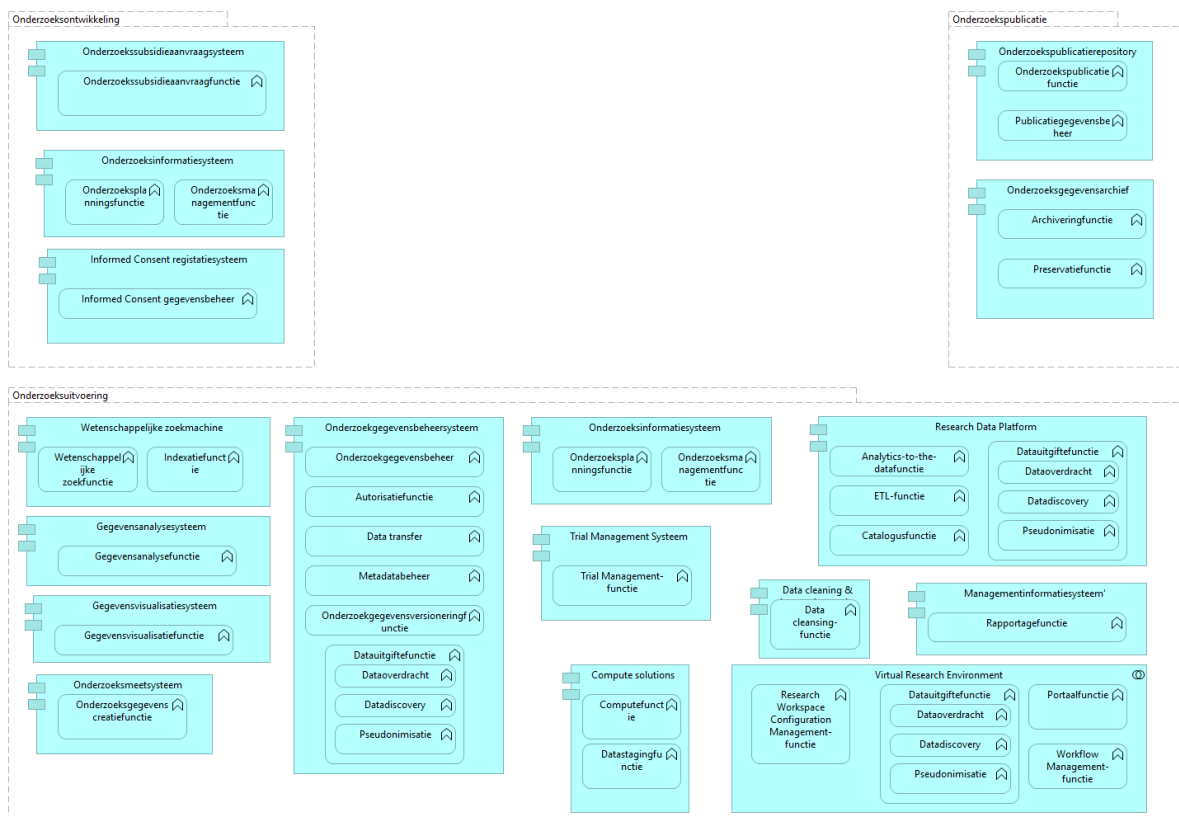 Onderzoeksontwikkeling
Onderzoekssubsidieaanvraagsysteem
Onderzoekssubsidieaanvraagfunctie
Onderzoeksinformatiesysteem
Onderzoekspla
nningsfunctie
Onderzoeksma
nagementfunc
tie
Informed Consent registatiesysteem
Informed Consent gegevensbeheer
Onderzoekspublicatie
Onderzoekspublicatierepository
Onderzoekspublicatie
functie
Publicatiegegevensbe
heer
Onderzoeksgegevensarchief
Archiveringfunctie
Preservatiefunctie
Onderzoeksuitvoering
Wetenschappelijke zoekmachine
Wetenschappel
ijke
zoekfunctie
Indexatiefunct
ie
Gegevensanalysesysteem
Gegevensanalysefunctie
Gegevensvisualisatiesysteem
Gegevensvisualisatiefunctie
Onderzoeksmeetsysteem
Onderzoeksgegevens
creatiefunctie
Onderzoekgegevensbeheersysteem
Onderzoekgegevensbeheer
Autorisatiefunctie
Data transfer
Metadatabeheer
Onderzoekgegevensversioneringf
unctie
Datauitgiftefunctie
Dataoverdracht
Datadiscovery
Pseudonimisatie
Onderzoeksinformatiesysteem
Onderzoekspla
nningsfunctie
Onderzoeksma
nagementfunc
tie
Trial Management Systeem
Trial Management-
functie
Compute solutions
Computefunct
ie
Datastagingfu
nctie
Research Data Platform
Analytics-to-the-
datafunctie
ETL-functie
Catalogusfunctie
Datauitgiftefunctie
Dataoverdracht
Datadiscovery
Pseudonimisatie
Data cleaning &
Data
cleansing-
functie
Managementinformatiesysteem'
Rapportagefunctie
Virtual Research Environment
Research
Workspace
Configuration
Management-
functie
Datauitgiftefunctie
Dataoverdracht
Datadiscovery
Pseudonimisatie
Portaalfunctie
Workflow
Management-
functie